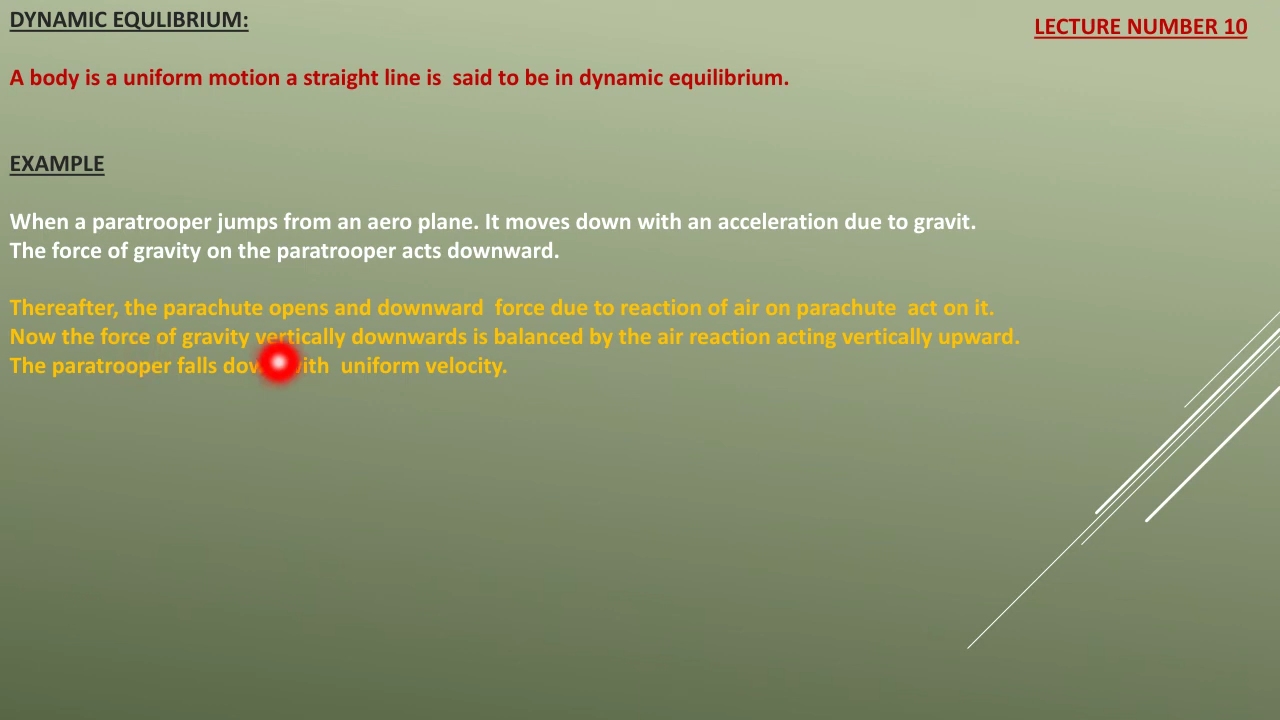 DYNAMIC EQULIBRIUM:
LECTURE NUMBER 10
A body is a uniform motion a straight line is said to be in dynamic equilibrium.
EXAMPLE
When a paratrooper jumps from an aero plane. It moves down with an acceleration due to gravit.
The force of gravity on the paratrooper acts downward.
Thereafter, the parachute opens and downward force due to reaction of air on parachute act on it.
Now the force of gravity vertically downwards is balanced by the air reaction acting vertically upward.
The paratrooper falls down with uniform velocity.